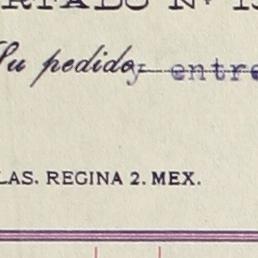 Su pedido; entre
LAS. REGINA 2. MEX.